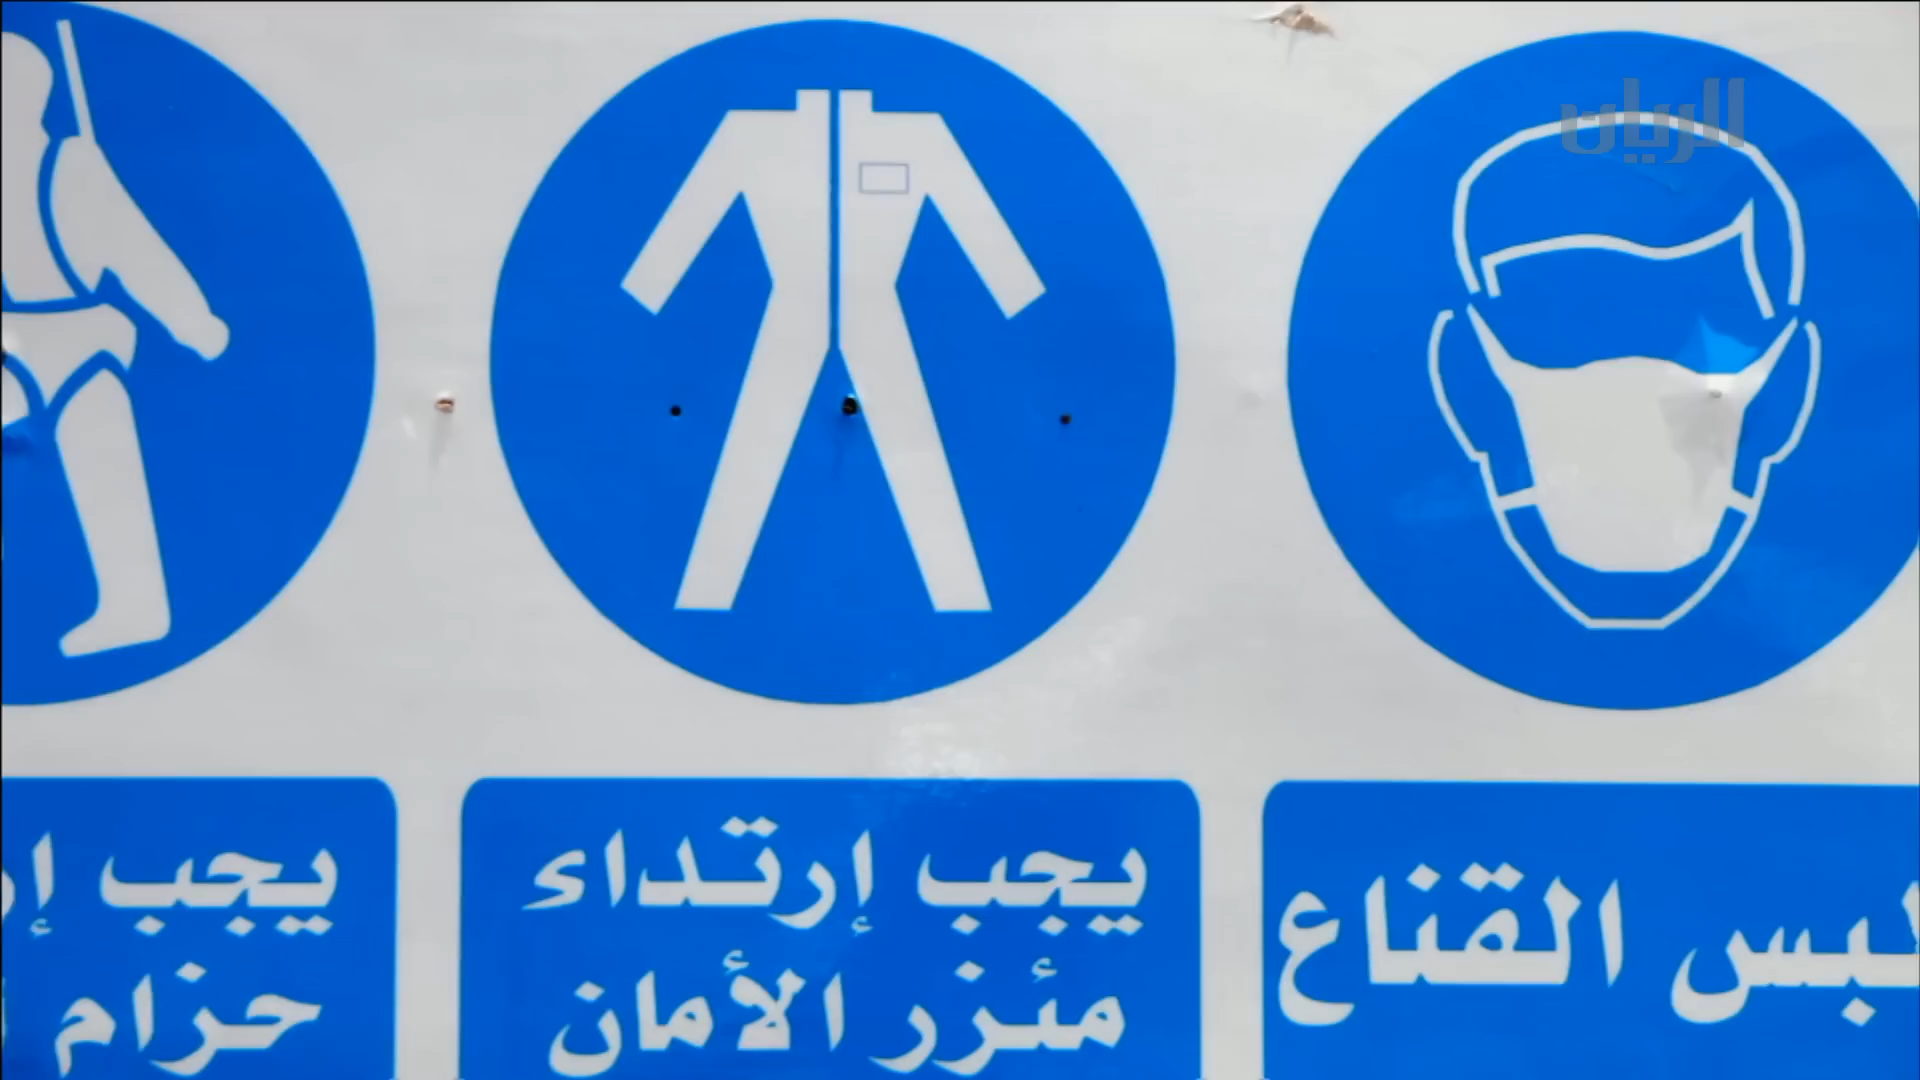 الريان
لبس القناع
يجب إرتداء
مئزر الأمان
يجب
حزام